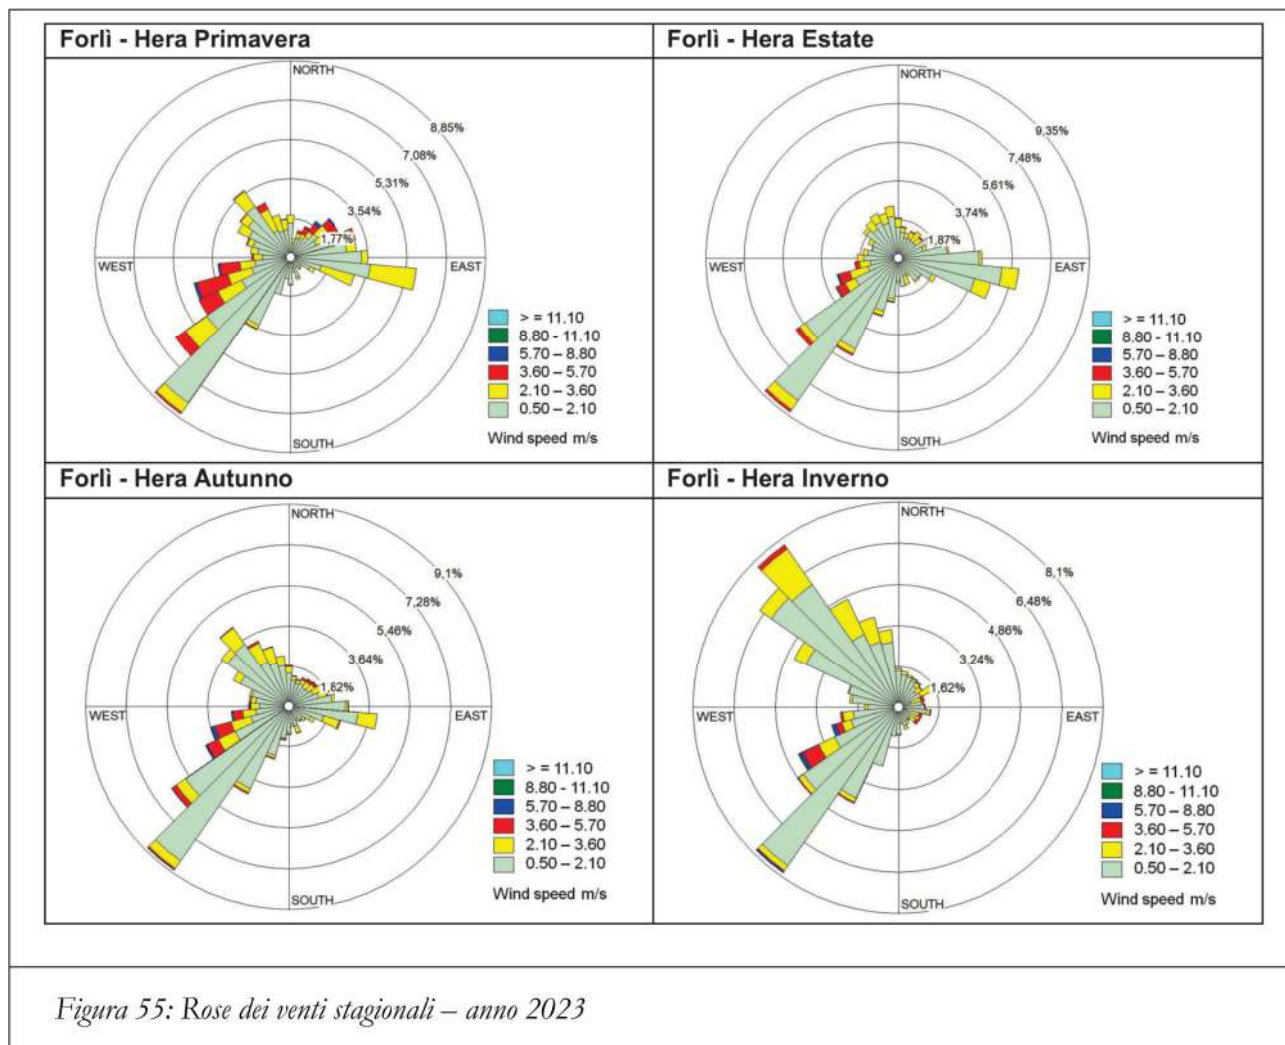 Forlì - Hera Primavera
NORTH
8,85%
7,08%
5,31%
3,54%
1,77%
WEST
EAST
SOUTH
> = 11.10
8.80 - 11.10
5.70 – 8.80
3.60 – 5.70
2.10 – 3.60
0.50 – 2.10
Wind speed m/s
Forlì - Hera Estate
NORTH
9,35%
7,48%
5,61%
3,74%
1,87%
WEST
EAST
SOUTH
> = 11.10
8.80 - 11.10
5.70 – 8.80
3.60 – 5.70
2.10 – 3.60
0.50 – 2.10
Wind speed m/s
Forlì - Hera Autunno
NORTH
9,1%
7,28%
5,46%
3,64%
1,82%
WEST
EAST
SOUTH
> = 11.10
8.80 - 11.10
5.70 – 8.80
3.60 – 5.70
2.10 – 3.60
0.50 – 2.10
Wind speed m/s
Forlì - Hera Inverno
NORTH
8,1%
6,48%
4,86%
3,24%
1,62%
WEST
EAST
SOUTH
> = 11.10
8.80 - 11.10
5.70 – 8.80
3.60 – 5.70
2.10 – 3.60
0.50 – 2.10
Wind speed m/s
Figura 55: Rose dei venti stagionali – anno 2023